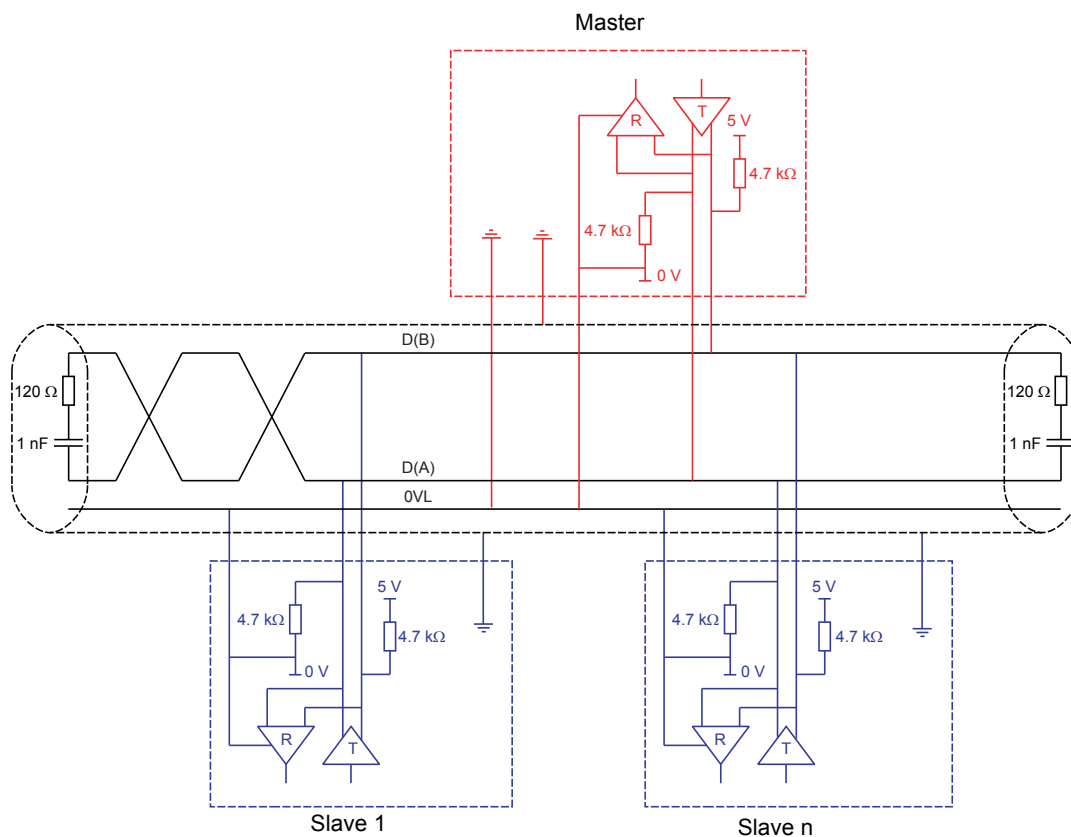 Master
R
T
5 V
4.7 kΩ
4.7 kΩ
0 V
D(B)
120 Ω
1 nF
120 Ω
1 nF
D(A)
0VL
5 V
4.7 kΩ
4.7 kΩ
0 V
R
T
5 V
4.7 kΩ
4.7 kΩ
0 V
R
T
Slave 1
Slave n